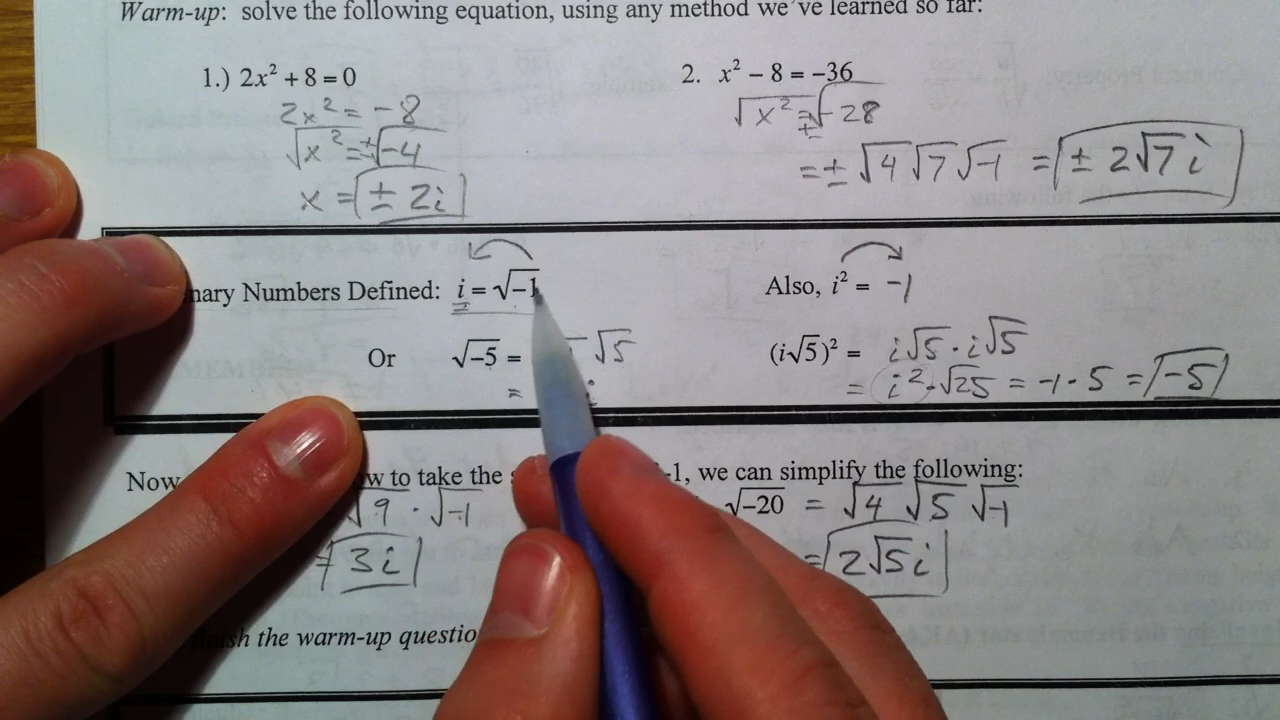 Warm-up: solve the following equation, using any method we've learned so far:
1.) 2x² + 8 = 0
2x² = -8
√x² = ±√-4
x = ± 2i
2. x² − 8 = −36
√x² = ±√-28
= ± √4 √7 √-1 = ± 2√7 i
nary Numbers Defined: i = √−1
Also, i² = -1
Or √−5 = √5
= i
(i√5)² = i√5 · i√5
= i² · √25 = -1 · 5 = -5
Now to take the -1, we can simplify the following:
√9 · √-1
= 3i
√−20 = √4 √5 √-1
= 2√5 i
the warm-up questio